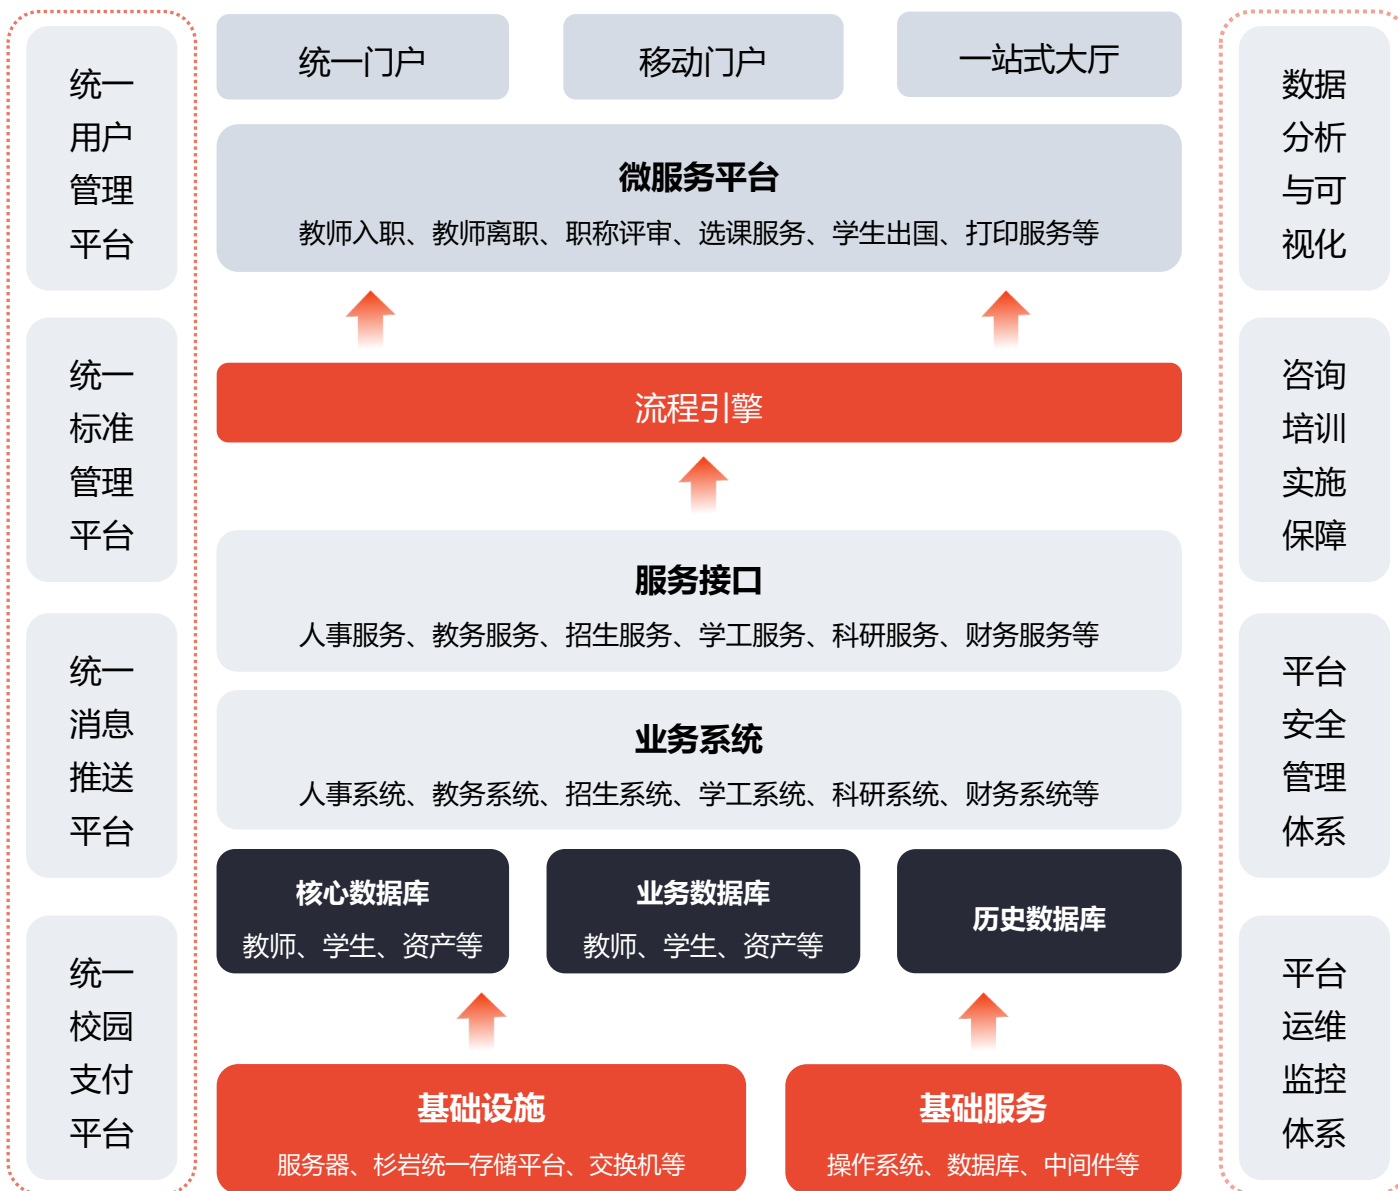 统一
用户
管理
平台
统一
标准
管理
平台
统一
消息
推送
平台
统一
校园
支付
平台
统一门户
移动门户
一站式大厅
微服务平台
教师入职、教师离职、职称评审、选课服务、学生出国、打印服务等
流程引擎
服务接口
人事服务、教务服务、招生服务、学工服务、科研服务、财务服务等
业务系统
人事系统、教务系统、招生系统、学工系统、科研系统、财务系统等
核心数据库
教师、学生、资产等
业务数据库
教师、学生、资产等
历史数据库
基础设施
服务器、杉岩统一存储平台、交换机等
基础服务
操作系统、数据库、中间件等
数据
分析
与可
视化
咨询
培训
实施
保障
平台
安全
管理
体系
平台
运维
监控
体系